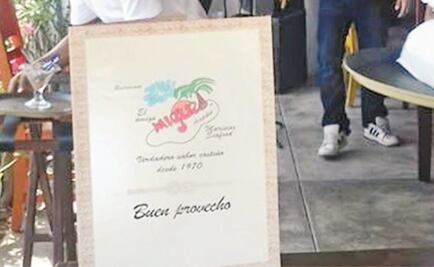 Restaurant
El
amigo
miguel
Mariscos
Seafood
Verdadero sabor costeño
desde 1970
Buen provecho